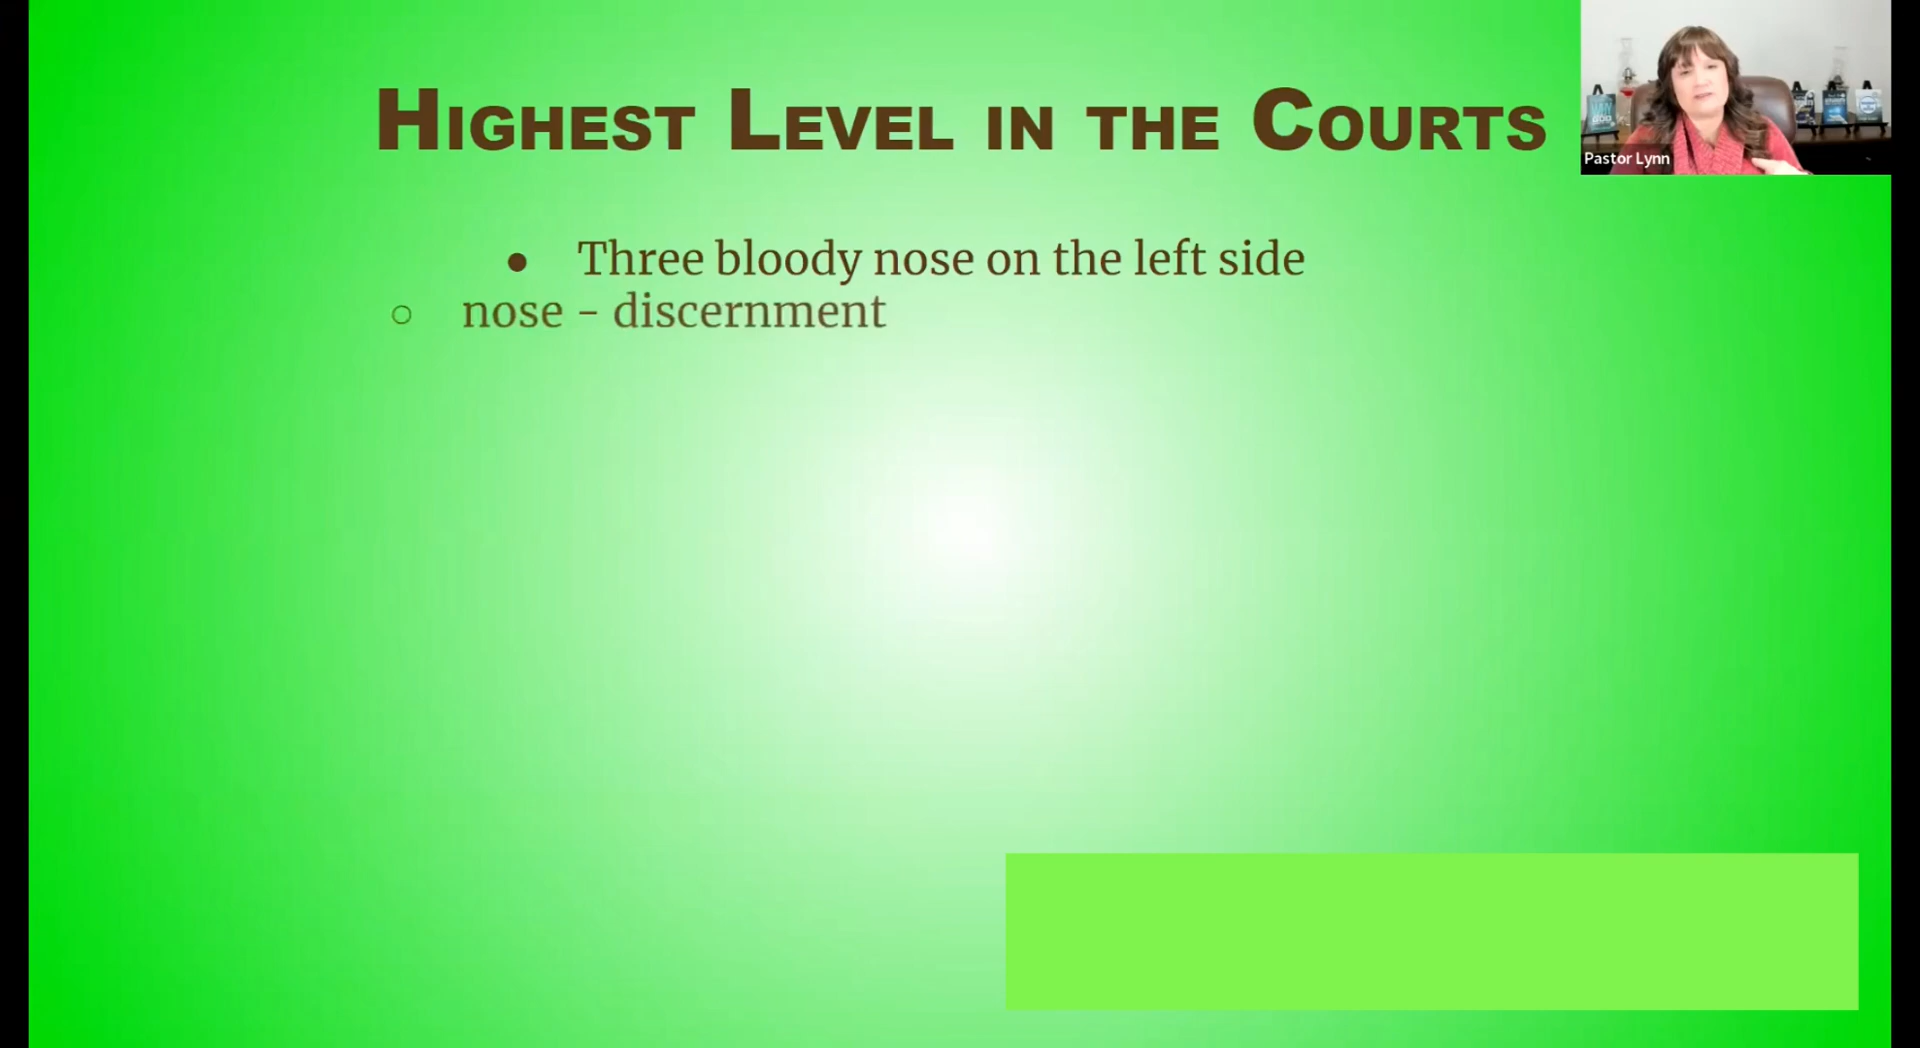 HIGHEST LEVEL IN THE COURTS
Pastor Lynn
● Three bloody nose on the left side
○ nose - discernment